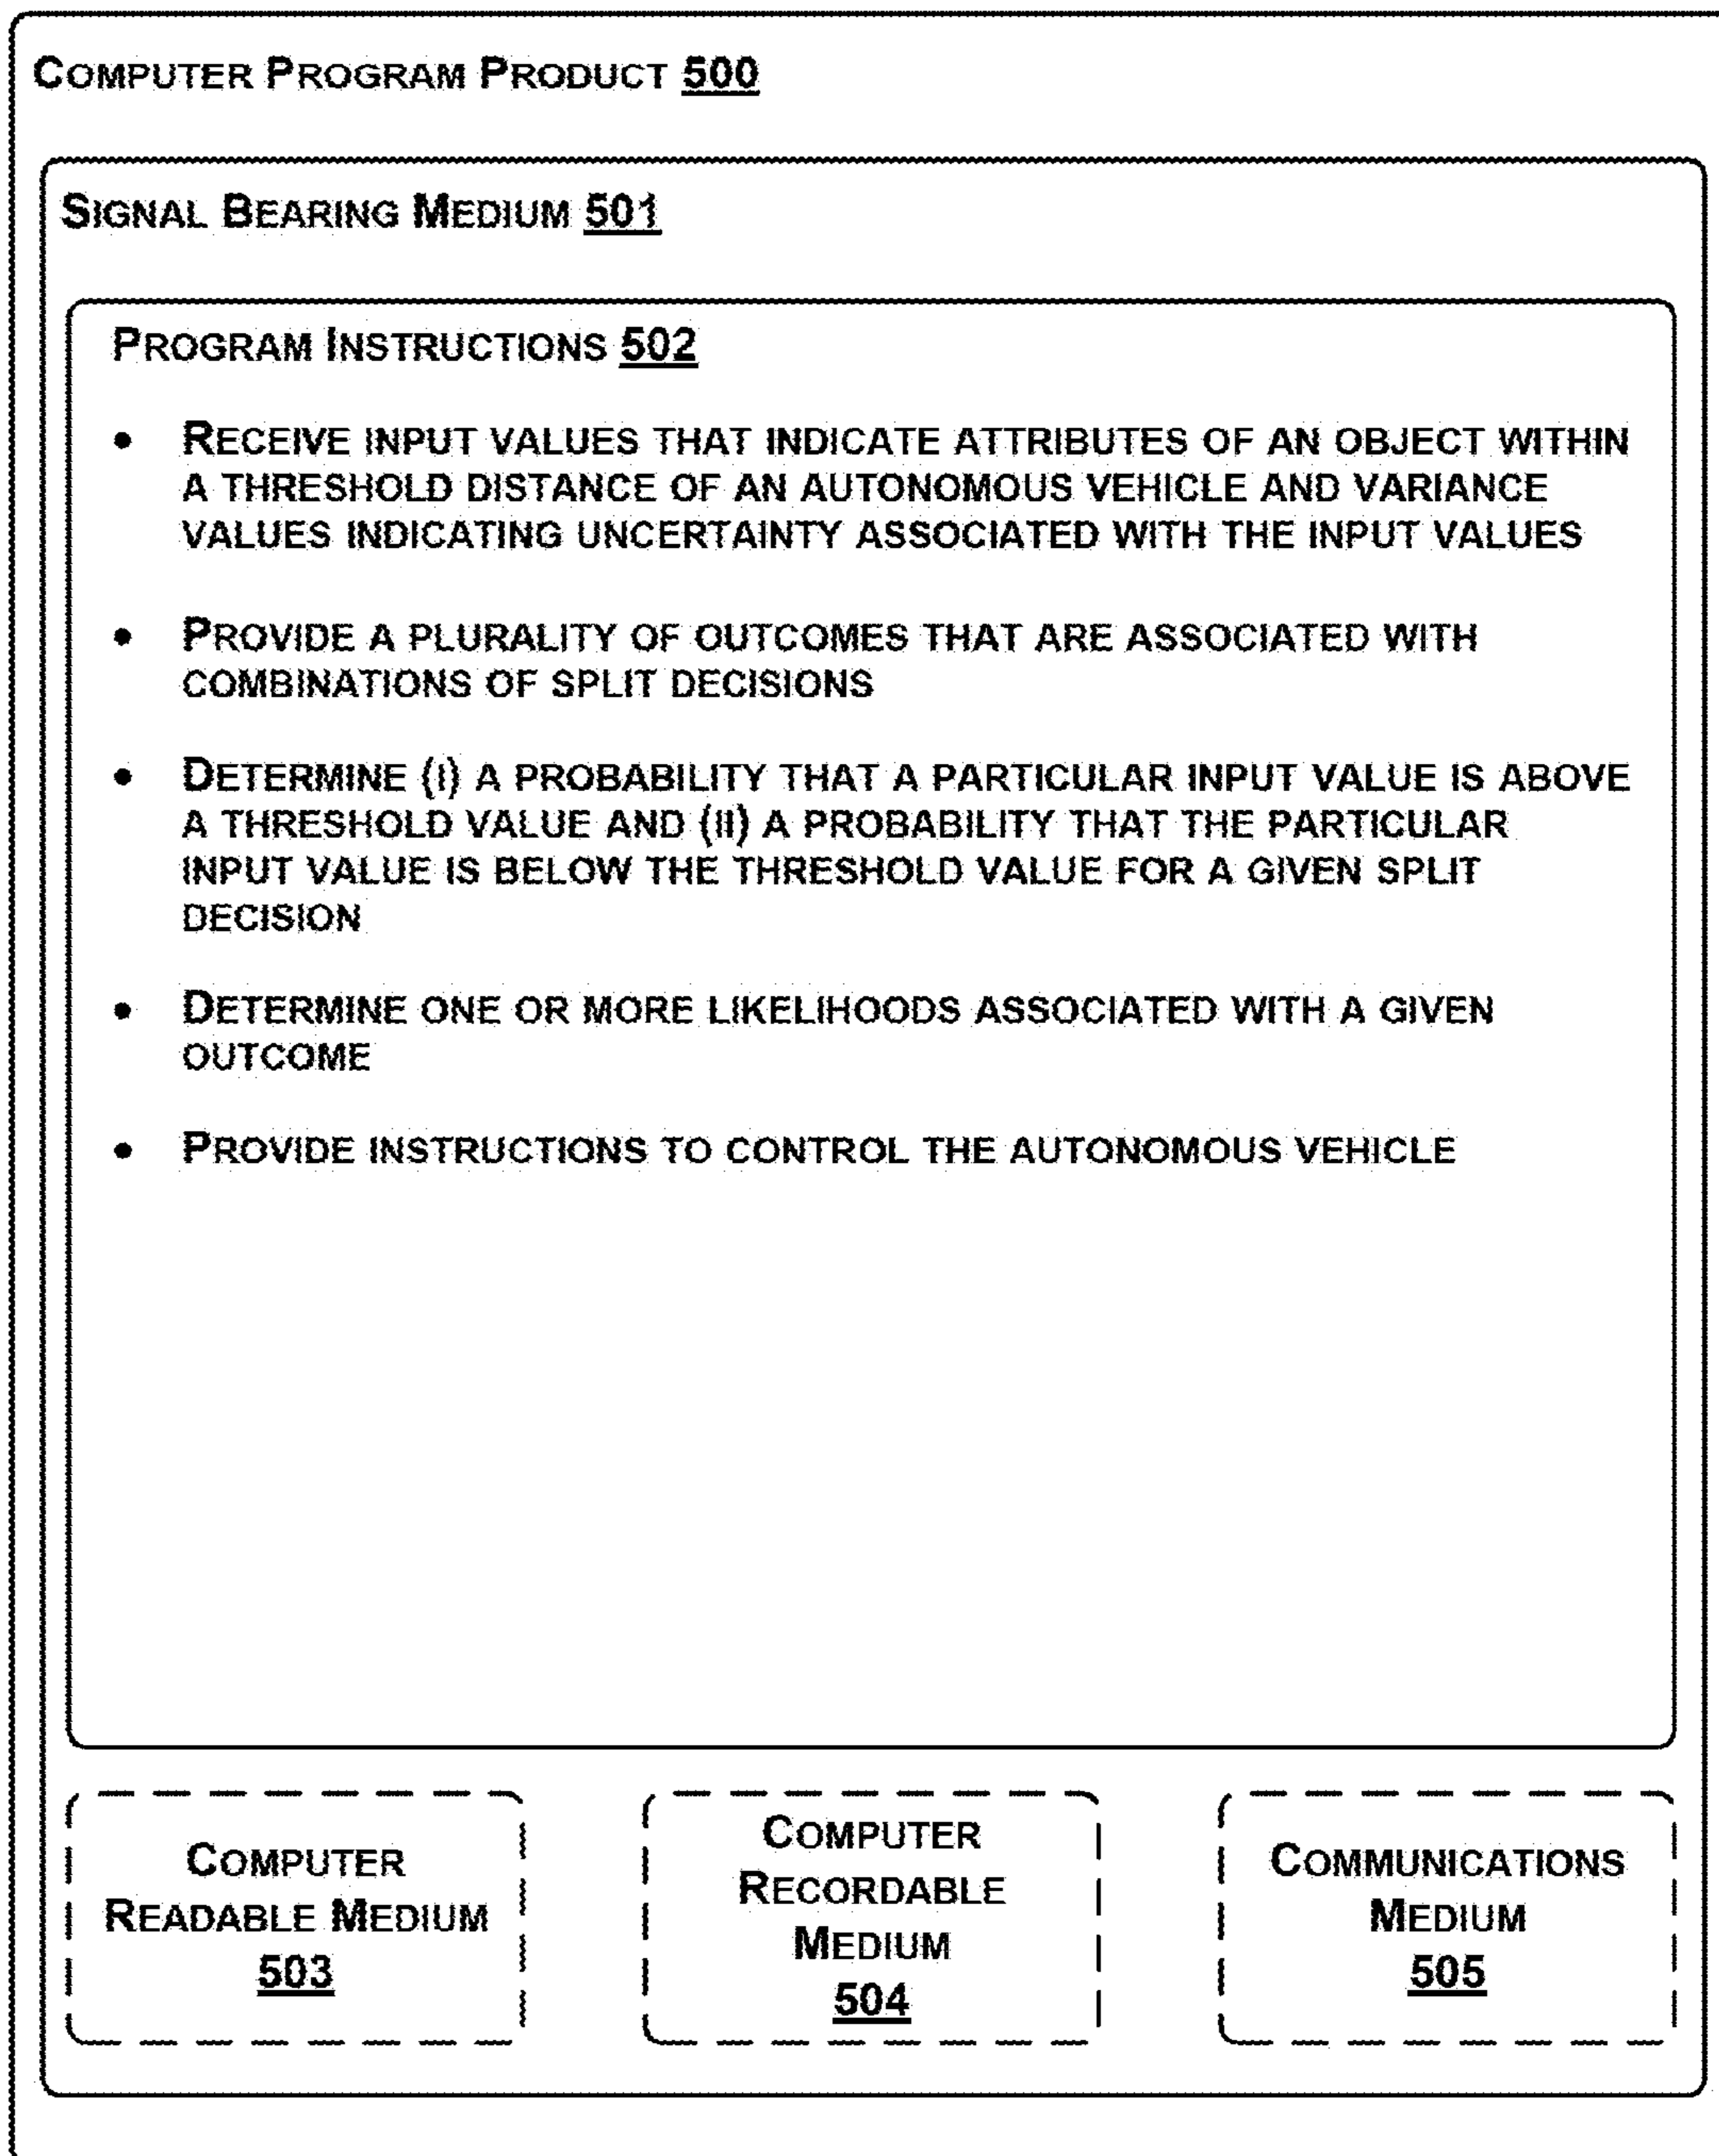 COMPUTER PROGRAM PRODUCT 500
SIGNAL BEARING MEDIUM 501
PROGRAM INSTRUCTIONS 502
• RECEIVE INPUT VALUES THAT INDICATE ATTRIBUTES OF AN OBJECT WITHIN
A THRESHOLD DISTANCE OF AN AUTONOMOUS VEHICLE AND VARIANCE
VALUES INDICATING UNCERTAINTY ASSOCIATED WITH THE INPUT VALUES
• PROVIDE A PLURALITY OF OUTCOMES THAT ARE ASSOCIATED WITH
COMBINATIONS OF SPLIT DECISIONS
• DETERMINE (I) A PROBABILITY THAT A PARTICULAR INPUT VALUE IS ABOVE
A THRESHOLD VALUE AND (II) A PROBABILITY THAT THE PARTICULAR
INPUT VALUE IS BELOW THE THRESHOLD VALUE FOR A GIVEN SPLIT
DECISION
• DETERMINE ONE OR MORE LIKELIHOODS ASSOCIATED WITH A GIVEN
OUTCOME
• PROVIDE INSTRUCTIONS TO CONTROL THE AUTONOMOUS VEHICLE
COMPUTER
READABLE MEDIUM
503
COMPUTER
RECORDABLE
MEDIUM
504
COMMUNICATIONS
MEDIUM
505